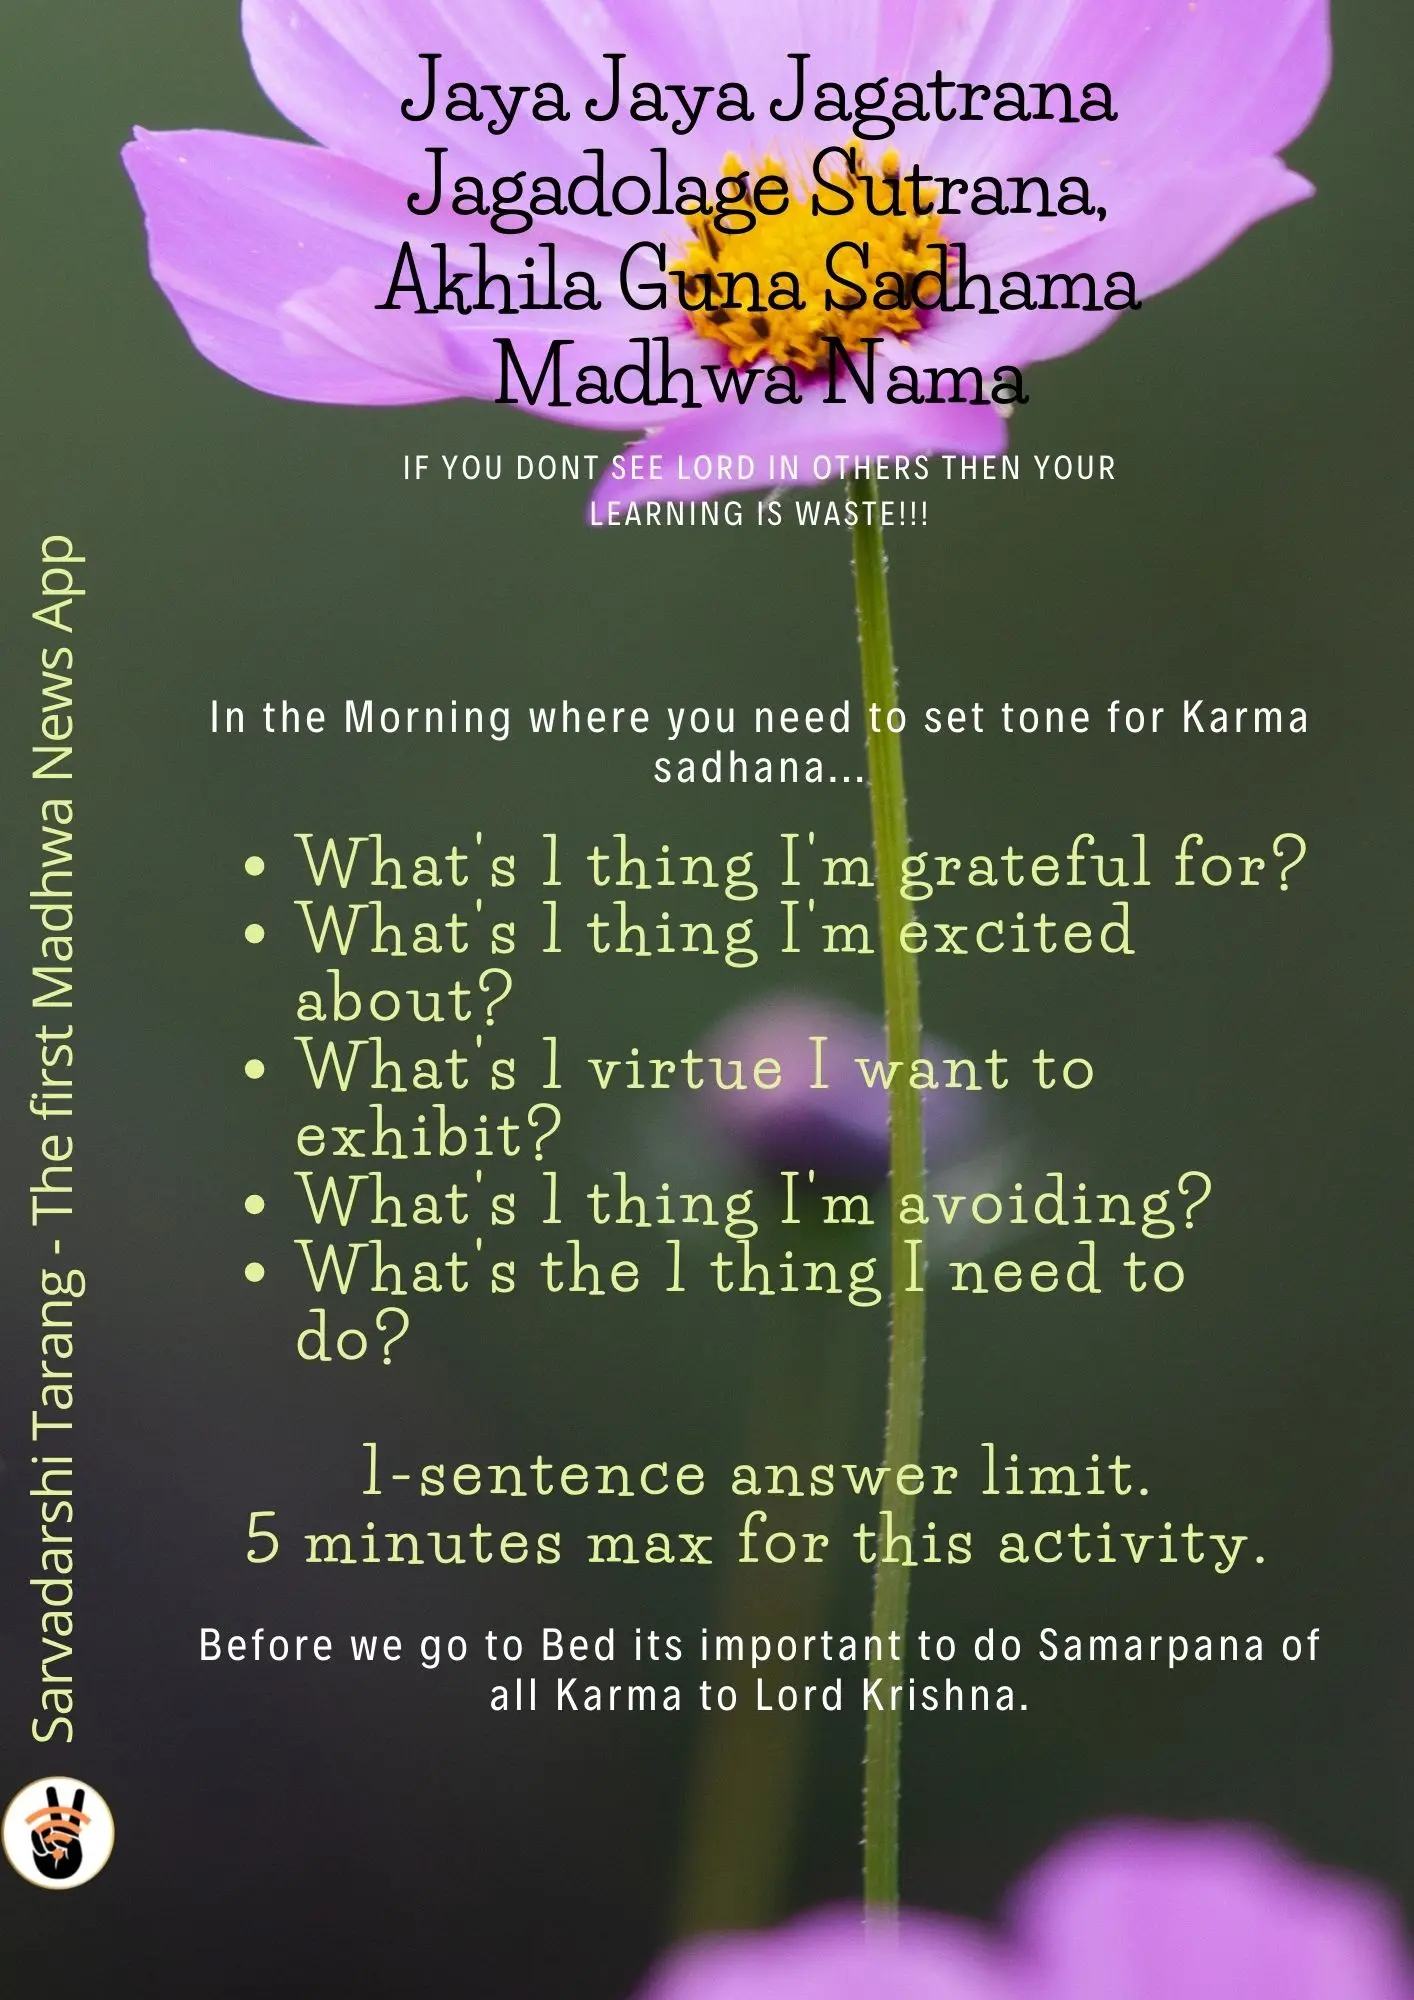 Jaya Jaya Jagatrana
Jagadolage Sutrana,
Akhila Guna Sadhama
Madhwa Nama
IF YOU DONT SEE LORD IN OTHERS THEN YOUR
LEARNING IS WASTE!!!
In the Morning where you need to set tone for Karma
sadhana...
• What's 1 thing I'm grateful for?
• What's 1 thing I'm excited
about?
• What's 1 virtue I want to
exhibit?
• What's 1 thing I'm avoiding?
• What's the 1 thing I need to
do?
1-sentence answer limit.
5 minutes max for this activity.
Before we go to Bed its important to do Samarpana of
all Karma to Lord Krishna.
Sarvadarshi Tarang - The first Madhwa News App